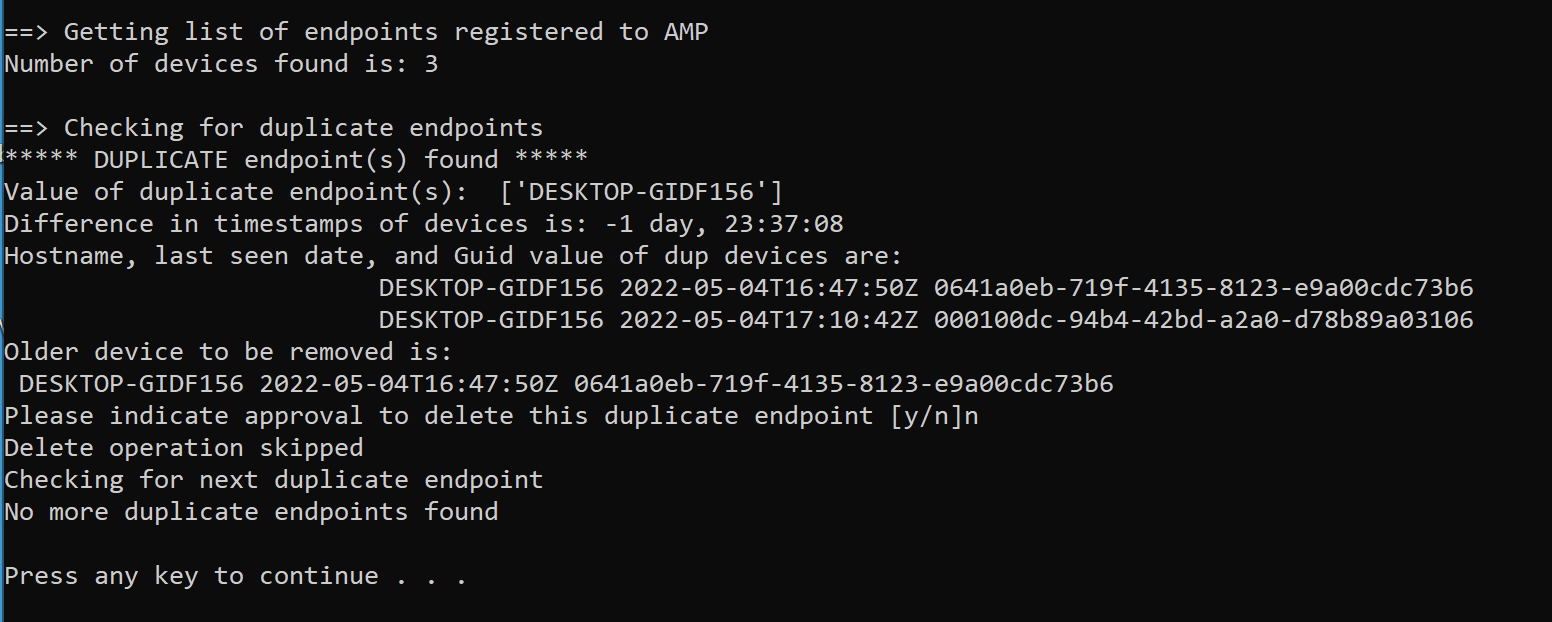 ==> Getting list of endpoints registered to AMP
Number of devices found is: 3
==> Checking for duplicate endpoints
***** DUPLICATE endpoint(s) found *****
Value of duplicate endpoint(s):  ['DESKTOP-GIDF156']
Difference in timestamps of devices is: -1 day, 23:37:08
Hostname, last seen date, and Guid value of dup devices are:
DESKTOP-GIDF156 2022-05-04T16:47:50Z 0641a0eb-719f-4135-8123-e9a00cdc73b6
DESKTOP-GIDF156 2022-05-04T17:10:42Z 000100dc-94b4-42bd-a2a0-d78b89a03106
Older device to be removed is:
DESKTOP-GIDF156 2022-05-04T16:47:50Z 0641a0eb-719f-4135-8123-e9a00cdc73b6
Please indicate approval to delete this duplicate endpoint [y/n]n
Delete operation skipped
Checking for next duplicate endpoint
No more duplicate endpoints found
Press any key to continue . . .